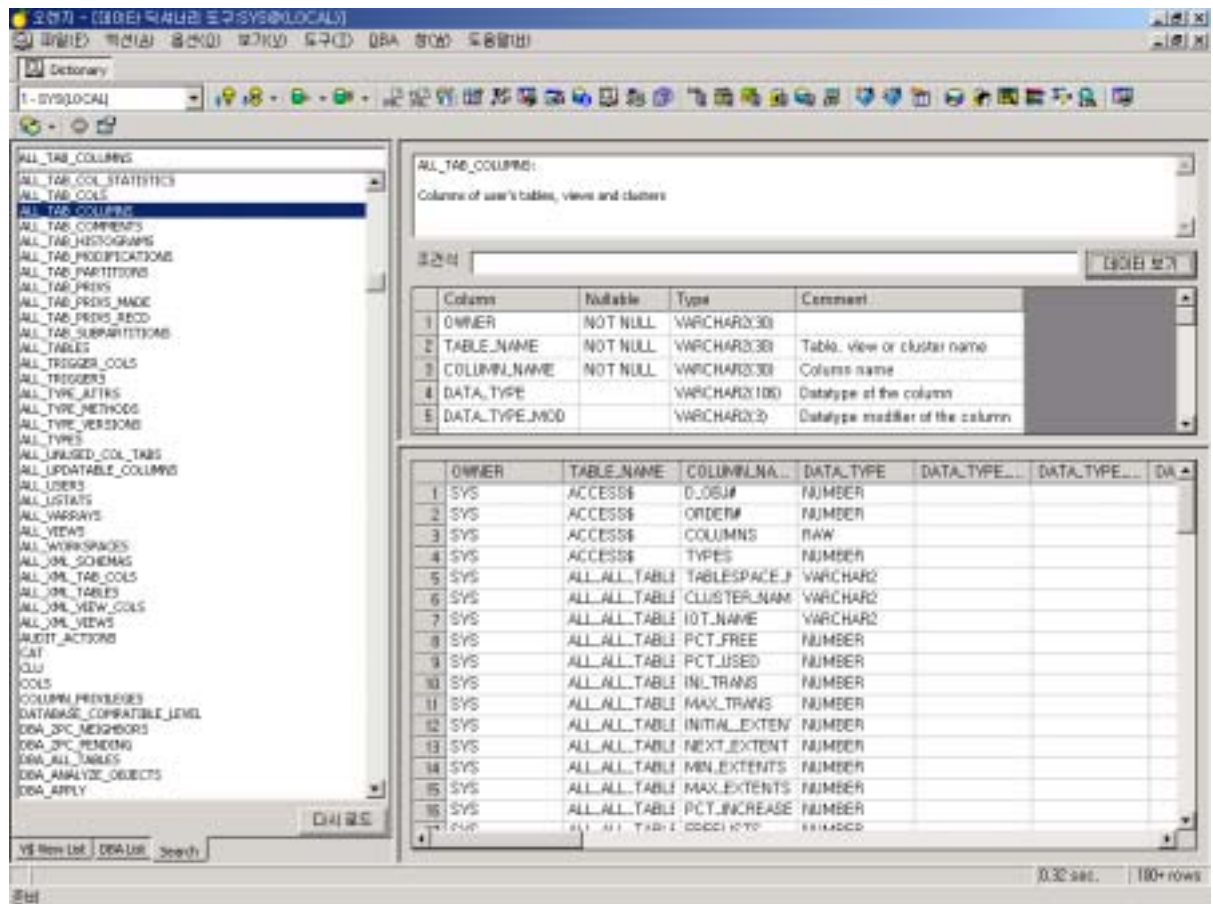 오렌지 - [데이터 딕셔너리 도구:SYS@(LOCAL)]
파일(F) 액션(A) 옵션(O) 보기(V) 도구(T) DBA 창(W) 도움말(H)
Dictionary
1 - SYS(LOCAL)
ALL_TAB_COLUMNS
ALL_TAB_COL_STATISTICS
ALL_TAB_COLS
ALL_TAB_COLUMNS
ALL_TAB_COMMENTS
ALL_TAB_HISTOGRAMS
ALL_TAB_MODIFICATIONS
ALL_TAB_PARTITIONS
ALL_TAB_PRIVS
ALL_TAB_PRIVS_MADE
ALL_TAB_PRIVS_RECD
ALL_TAB_SUBPARTITIONS
ALL_TABLES
ALL_TRIGGER_COLS
ALL_TRIGGERS
ALL_TYPE_ATTRS
ALL_TYPE_METHODS
ALL_TYPE_VERSIONS
ALL_TYPES
ALL_UNUSED_COL_TABS
ALL_UPDATABLE_COLUMNS
ALL_USERS
ALL_USTATS
ALL_VARRAYS
ALL_VIEWS
ALL_WORKSPACES
ALL_XML_SCHEMAS
ALL_XML_TAB_COLS
ALL_XML_TABLES
ALL_XML_VIEW_COLS
ALL_XML_VIEWS
AUDIT_ACTIONS
CAT
CLU
COLS
COLUMN_PRIVILEGES
DATABASE_COMPATIBLE_LEVEL
DBA_2PC_NEIGHBORS
DBA_2PC_PENDING
DBA_ALL_TABLES
DBA_ANALYZE_OBJECTS
DBA_APPLY
다시 로드
V$ View List DBA List Search
ALL_TAB_COLUMNS:
Columns of user's tables, views and clusters
조건식 데이터 보기
Column Nullable Type Comment
1 OWNER NOT NULL VARCHAR2(30)
2 TABLE_NAME NOT NULL VARCHAR2(30) Table, view or cluster name
3 COLUMN_NAME NOT NULL VARCHAR2(30) Column name
4 DATA_TYPE VARCHAR2(106) Datatype of the column
5 DATA_TYPE_MOD VARCHAR2(3) Datatype modifier of the column
OWNER TABLE_NAME COLUMN_NA... DATA_TYPE DATA_TYPE_... DATA_TYPE_... DA
1 SYS ACCESS$ D_OBJ# NUMBER
2 SYS ACCESS$ ORDER# NUMBER
3 SYS ACCESS$ COLUMNS RAW
4 SYS ACCESS$ TYPES NUMBER
5 SYS ALL_ALL_TABLE TABLESPACE_N VARCHAR2
6 SYS ALL_ALL_TABLE CLUSTER_NAM VARCHAR2
7 SYS ALL_ALL_TABLE IOT_NAME VARCHAR2
8 SYS ALL_ALL_TABLE PCT_FREE NUMBER
9 SYS ALL_ALL_TABLE PCT_USED NUMBER
10 SYS ALL_ALL_TABLE INI_TRANS NUMBER
11 SYS ALL_ALL_TABLE MAX_TRANS NUMBER
12 SYS ALL_ALL_TABLE INITIAL_EXTENT NUMBER
13 SYS ALL_ALL_TABLE NEXT_EXTENT NUMBER
14 SYS ALL_ALL_TABLE MIN_EXTENTS NUMBER
15 SYS ALL_ALL_TABLE MAX_EXTENTS NUMBER
16 SYS ALL_ALL_TABLE PCT_INCREASE NUMBER
17 SYS ALL_ALL_TABLE FREELISTS NUMBER
0.32 sec. 180+ rows
준비